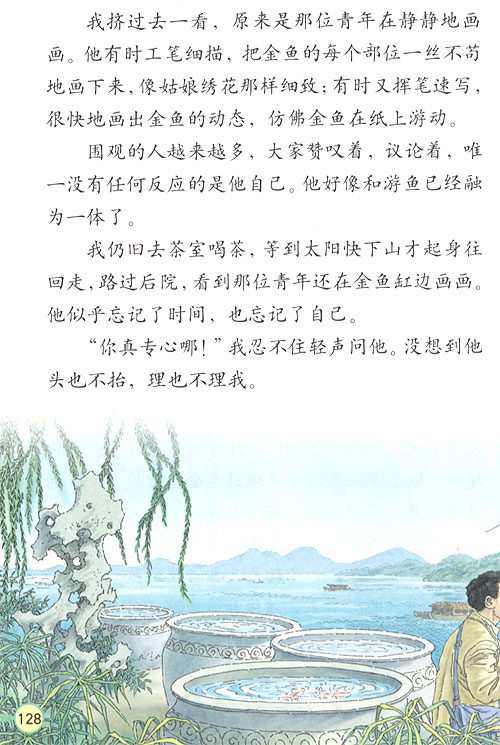 我挤过去一看，原来是那位青年在静静地画
画。他有时工笔细描，把金鱼的每个部位一丝不苟
地画下来，像姑娘绣花那样细致；有时又挥笔速写，
很快地画出金鱼的动态，仿佛金鱼在纸上游动。
围观的人越来越多，大家赞叹着，议论着，唯
一没有任何反应的是他自己。他好像和游鱼已经融
为一体了。
我仍旧去茶室喝茶，等到太阳快下山才起身往
回走，路过后院，看到那位青年还在金鱼缸边画画。
他似乎忘记了时间，也忘记了自己。
“你真专心哪！”我忍不住轻声问他。没想到他
头也不抬，理也不理我。
128